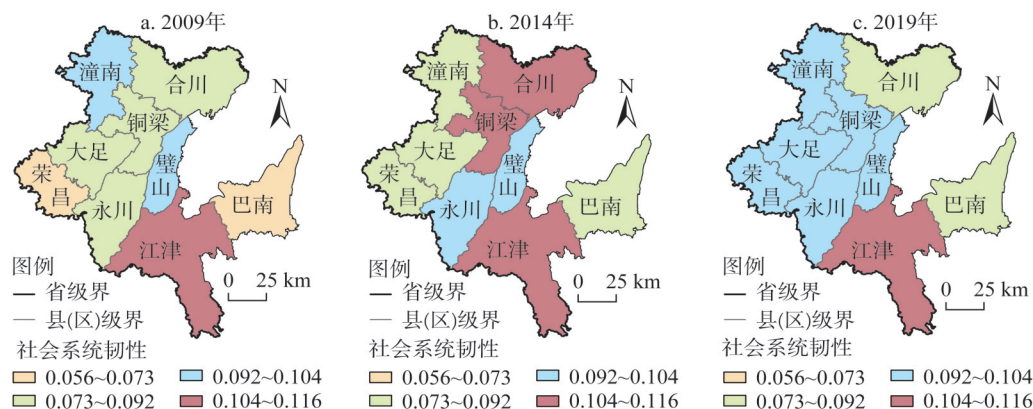 a. 2009年
潼南
合川
铜梁
大足
荣昌
璧山
永川
巴南
江津
N
图例
0 25 km
省级界
县(区)级界
社会系统韧性
0.056~0.073
0.092~0.104
0.073~0.092
0.104~0.116
b. 2014年
潼南
合川
铜梁
大足
荣昌
璧山
永川
巴南
江津
N
图例
0 25 km
省级界
县(区)级界
社会系统韧性
0.056~0.073
0.092~0.104
0.073~0.092
0.104~0.116
c. 2019年
潼南
合川
铜梁
大足
荣昌
璧山
永川
巴南
江津
N
图例
0 25 km
省级界
县(区)级界
社会系统韧性
0.056~0.073
0.092~0.104
0.073~0.092
0.104~0.116